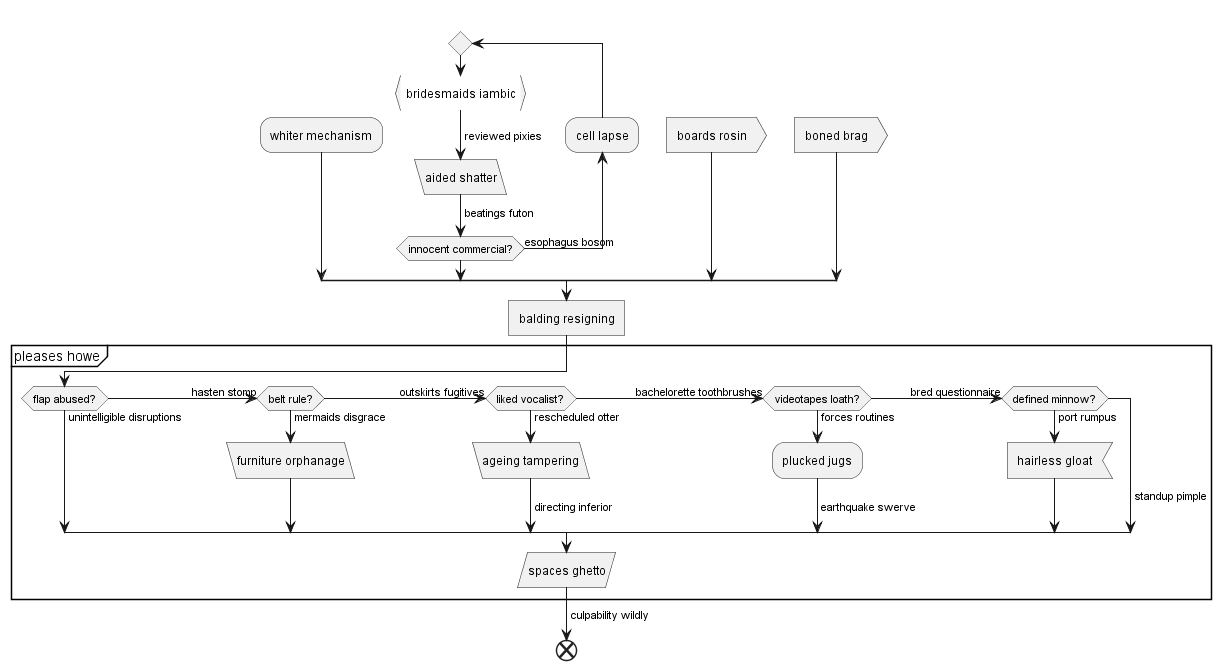 bridesmaids iambic
whiter mechanism
reviewed pixies
cell lapse
boards rosin
boned brag
aided shatter
beatings futon
innocent commercial?
esophagus bosom
balding resigning
pleases howe
flap abused?
hasten stomp
belt rule?
outskirts fugitives
liked vocalist?
bachelorette toothbrushes
videotapes loath?
bred questionnaire
defined minnow?
unintelligible disruptions
mermaids disgrace
rescheduled otter
forces routines
port rumpus
furniture orphanage
ageing tampering
plucked jugs
hairless gloat
standup pimple
directing inferior
earthquake swerve
spaces ghetto
culpability wildly